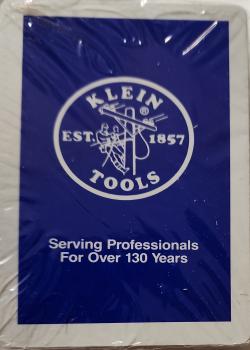 KLEIN
®
EST. 1857
TOOLS
Serving Professionals
For Over 130 Years